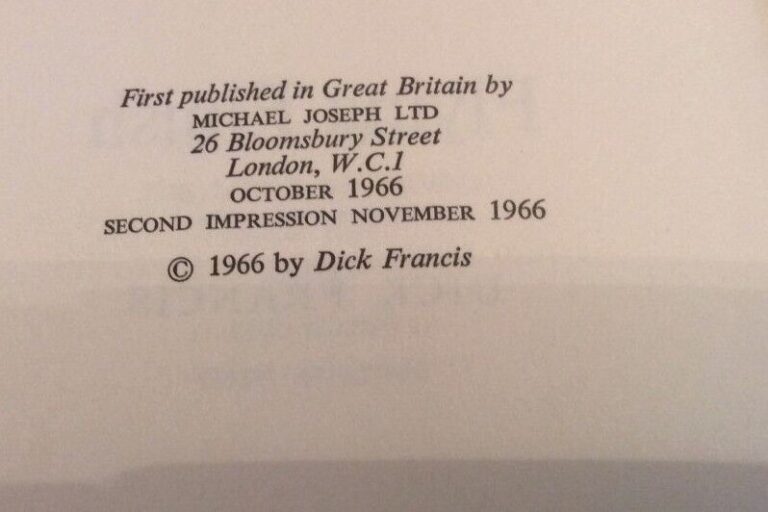 First published in Great Britain by
MICHAEL JOSEPH LTD
26 Bloomsbury Street
London, W.C.1
OCTOBER 1966
SECOND IMPRESSION NOVEMBER 1966
© 1966 by Dick Francis